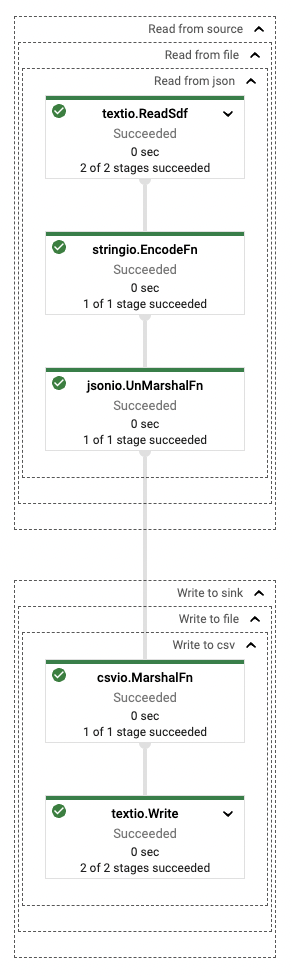 Read from source
Read from file
Read from json
textio.ReadSdf
Succeeded
0 sec
2 of 2 stages succeeded
stringio.EncodeFn
Succeeded
0 sec
1 of 1 stage succeeded
jsonio.UnMarshalFn
Succeeded
0 sec
1 of 1 stage succeeded
Write to sink
Write to file
Write to csv
csvio.MarshalFn
Succeeded
0 sec
1 of 1 stage succeeded
textio.Write
Succeeded
0 sec
2 of 2 stages succeeded